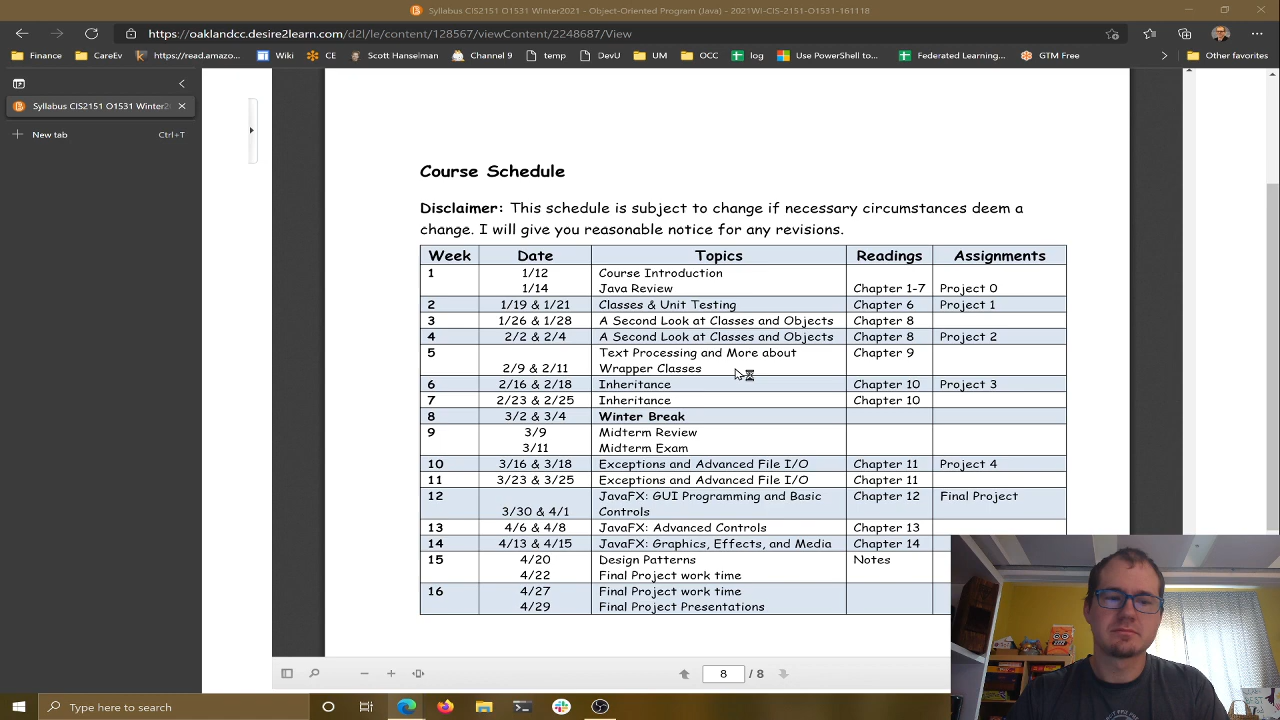 Syllabus CIS2151 O1531 Winter2021 - Object-Oriented Program (Java) - 2021WI-CIS-2151-O1531-161118
https://oaklandcc.desire2learn.com/d2l/le/content/128567/viewContent/2248687/View
Finance CareEv https://read.amazo... Wiki CE Scott Hanselman Channel 9 temp DevU UM OCC log Use PowerShell to... Federated Learning... GTM Free Other favorites
Syllabus CIS2151 O1531 Winter2
New tab Ctrl+T
Course Schedule
Disclaimer: This schedule is subject to change if necessary circumstances deem a
change. I will give you reasonable notice for any revisions.
Week Date Topics Readings Assignments
1 1/12 Course Introduction
1/14 Java Review Chapter 1-7 Project 0
2 1/19 & 1/21 Classes & Unit Testing Chapter 6 Project 1
3 1/26 & 1/28 A Second Look at Classes and Objects Chapter 8
4 2/2 & 2/4 A Second Look at Classes and Objects Chapter 8 Project 2
5 Text Processing and More about Chapter 9
2/9 & 2/11 Wrapper Classes
6 2/16 & 2/18 Inheritance Chapter 10 Project 3
7 2/23 & 2/25 Inheritance Chapter 10
8 3/2 & 3/4 Winter Break
9 3/9 Midterm Review
3/11 Midterm Exam
10 3/16 & 3/18 Exceptions and Advanced File I/O Chapter 11 Project 4
11 3/23 & 3/25 Exceptions and Advanced File I/O Chapter 11
12 JavaFX: GUI Programming and Basic Chapter 12 Final Project
3/30 & 4/1 Controls
13 4/6 & 4/8 JavaFX: Advanced Controls Chapter 13
14 4/13 & 4/15 JavaFX: Graphics, Effects, and Media Chapter 14
15 4/20 Design Patterns Notes
4/22 Final Project work time
16 4/27 Final Project work time
4/29 Final Project Presentations
8 / 8
Type here to search